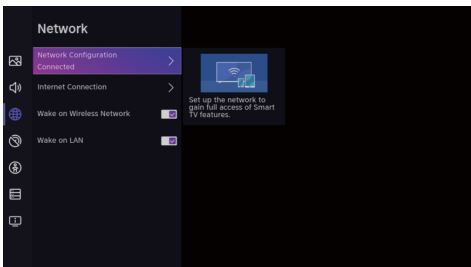 Network
Network Configuration
Connected
Internet Connection
Wake on Wireless Network
Wake on LAN
Set up the network to
gain full access of Smart
TV features.